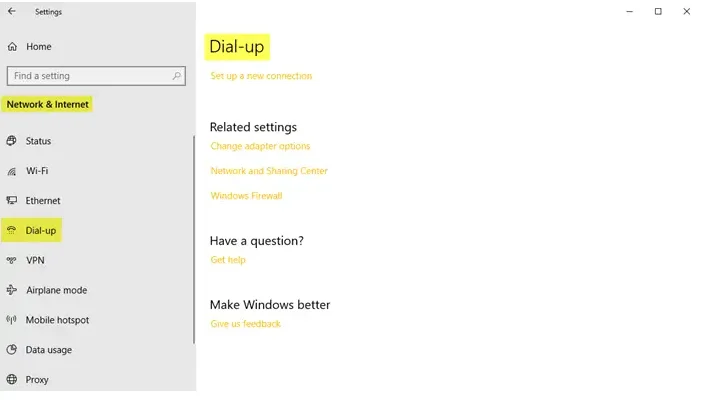 Settings
Home
Find a setting
Network & Internet
Status
Wi-Fi
Ethernet
Dial-up
VPN
Airplane mode
Mobile hotspot
Data usage
Proxy
Dial-up
Set up a new connection
Related settings
Change adapter options
Network and Sharing Center
Windows Firewall
Have a question?
Get help
Make Windows better
Give us feedback